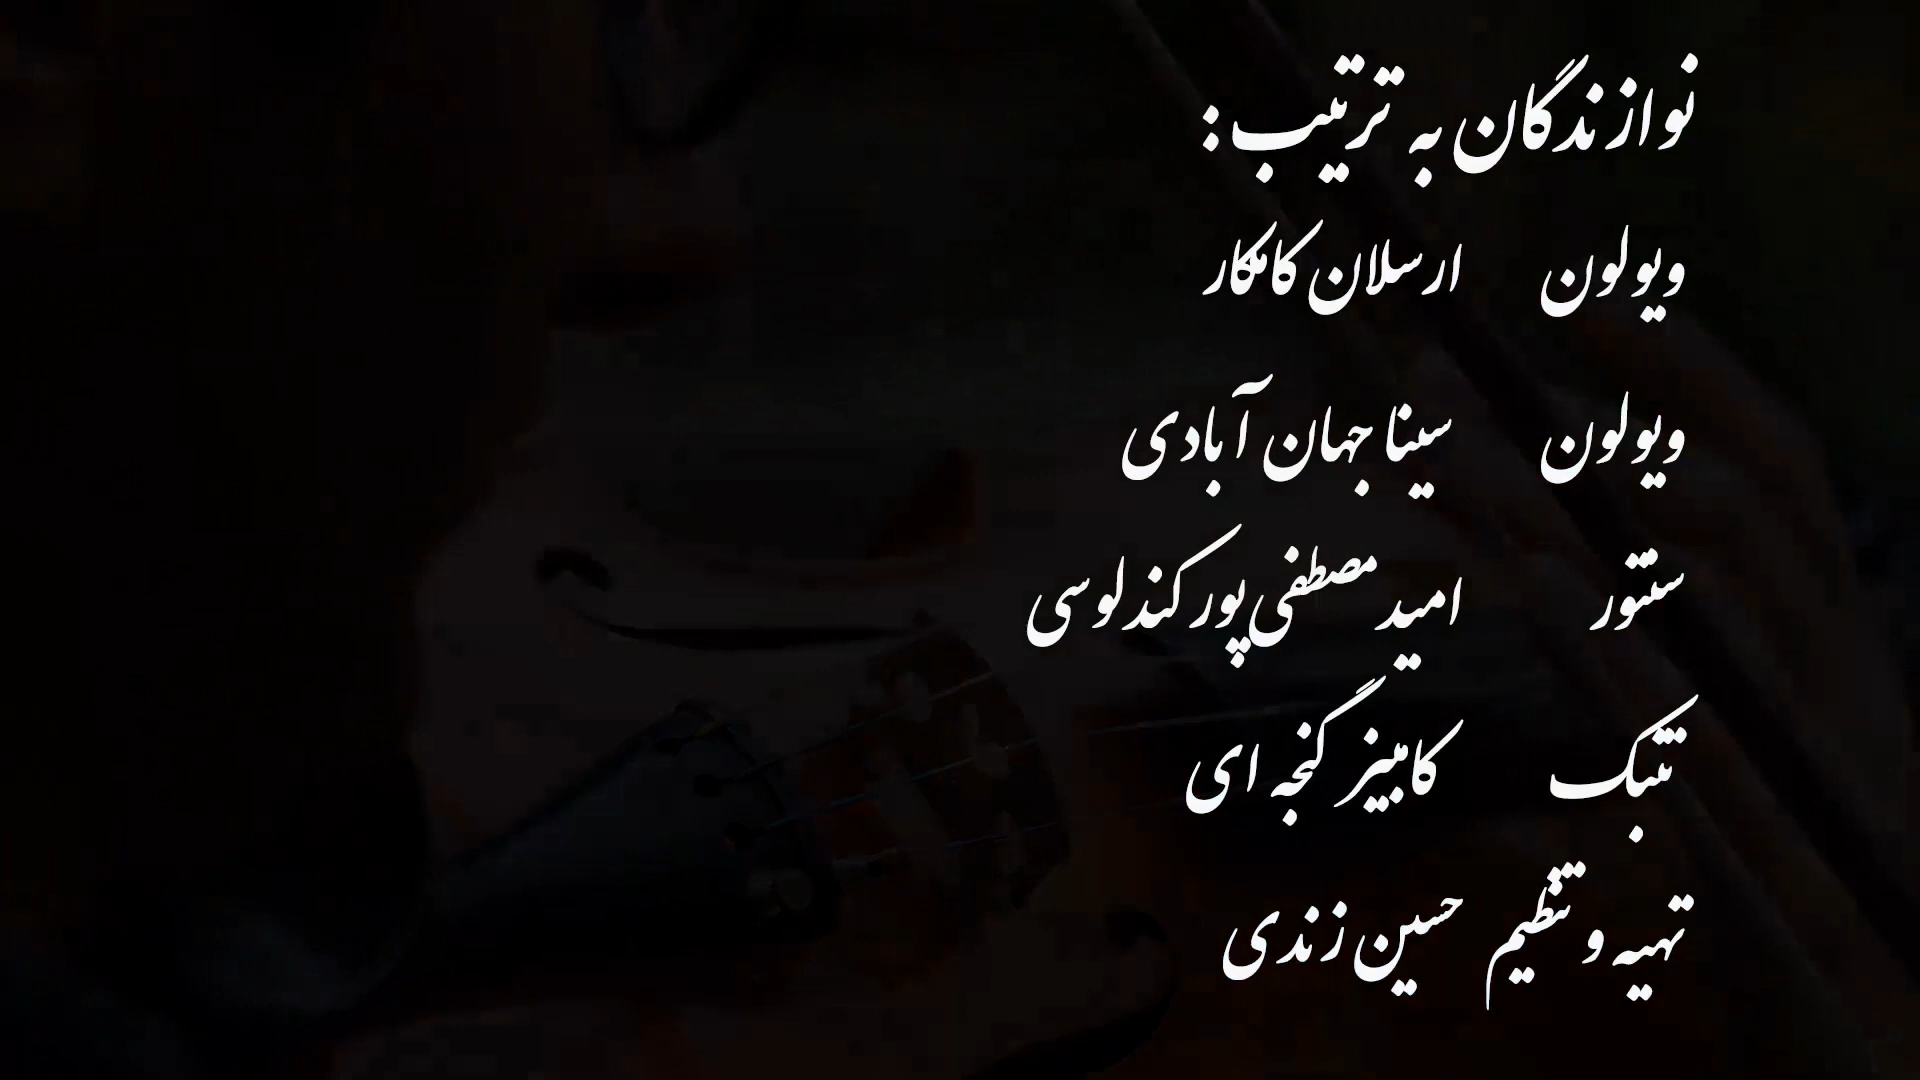 نوازندگان به ترتیب :
ویولون ارسلان کامکار
ویولون سینا جهان آبادی
سنتور امید مصطفی پور کندلوسی
تنبک کامبیز گنجه ای
تهیه و تنظیم حسین زندی